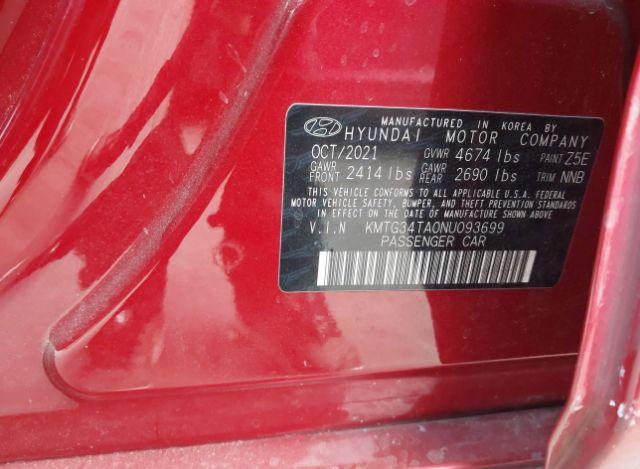 MANUFACTURED IN KOREA BY
HYUNDAI MOTOR COMPANY
OCT/2021 GVWR 4674 lbs PAINT Z5E
GAWR FRONT 2414 lbs GAWR REAR 2690 lbs TRIM NNB
THIS VEHICLE CONFORMS TO ALL APPLICABLE U.S.A. FEDERAL
MOTOR VEHICLE SAFETY, BUMPER, AND THEFT PREVENTION STANDARDS
IN EFFECT ON THE DATE OF MANUFACTURE SHOWN ABOVE.
V.I.N KMTG34TA0NU093699
PASSENGER CAR